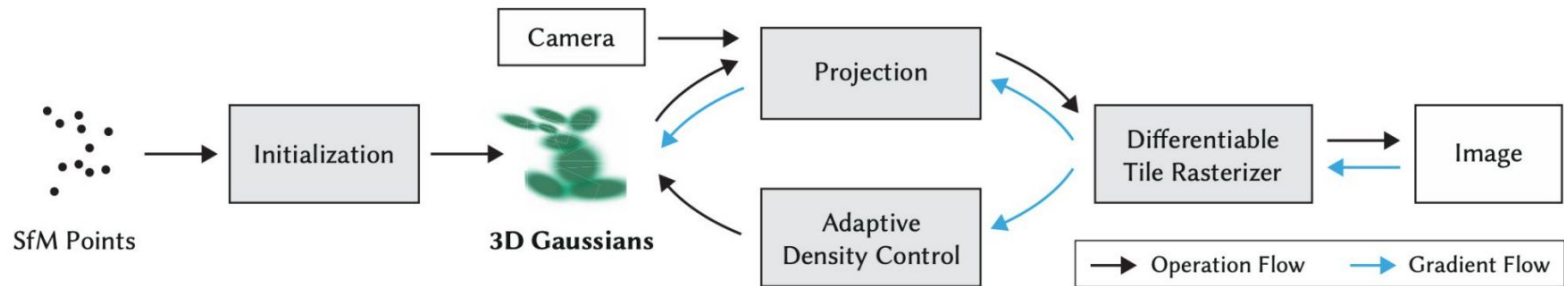 Camera
Projection
SfM Points
Initialization
3D Gaussians
Adaptive
Density Control
Differentiable
Tile Rasterizer
Image
Operation Flow
Gradient Flow